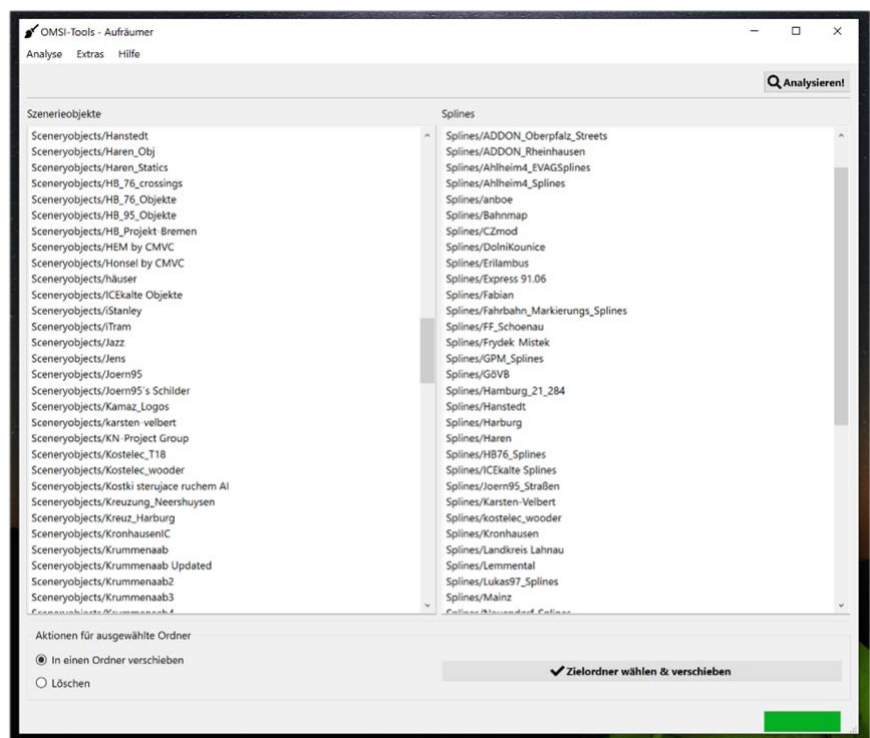 OMSI-Tools - Aufräumer
Analyse Extras Hilfe
Analysieren!
Szenerieobjekte
Sceneryobjects/Hanstedt
Sceneryobjects/Haren_Obj
Sceneryobjects/Haren_Statics
Sceneryobjects/HB_76_crossings
Sceneryobjects/HB_76_Objekte
Sceneryobjects/HB_95_Objekte
Sceneryobjects/HB_Projekt-Bremen
Sceneryobjects/HEM by CMVC
Sceneryobjects/Honsel by CMVC
Sceneryobjects/häuser
Sceneryobjects/ICEkalte Objekte
Sceneryobjects/iStanley
Sceneryobjects/iTram
Sceneryobjects/Jazz
Sceneryobjects/Jens
Sceneryobjects/Joern95
Sceneryobjects/Joern95's Schilder
Sceneryobjects/Kamaz_Logos
Sceneryobjects/karsten-velbert
Sceneryobjects/KN-Project Group
Sceneryobjects/Kostelec_T18
Sceneryobjects/Kostelec_wooder
Sceneryobjects/Kostki sterujace ruchem AI
Sceneryobjects/Kreuzung_Neershuysen
Sceneryobjects/Kreuz_Harburg
Sceneryobjects/KronhausenIC
Sceneryobjects/Krummenaab
Sceneryobjects/Krummenaab Updated
Sceneryobjects/Krummenaab2
Sceneryobjects/Krummenaab3
Sceneryobjects/Krummenaab4
Splines
Splines/ADDON_Oberpfalz_Streets
Splines/ADDON_Rheinhausen
Splines/Ahlheim4_EVAGSplines
Splines/Ahlheim4_Splines
Splines/anboe
Splines/Bahnmap
Splines/CZmod
Splines/DolniKounice
Splines/Erilambus
Splines/Express 91.06
Splines/Fabian
Splines/Fahrbahn_Markierungs_Splines
Splines/FF_Schoenau
Splines/Frydek Mistek
Splines/GPM_Splines
Splines/GöVB
Splines/Hamburg_21_284
Splines/Hanstedt
Splines/Harburg
Splines/Haren
Splines/HB76_Splines
Splines/ICEkalte Splines
Splines/Joern95_Straßen
Splines/Karsten-Velbert
Splines/kostelec_wooder
Splines/Kronhausen
Splines/Landkreis Lahnau
Splines/Lemmental
Splines/Lukas97_Splines
Splines/Mainz
Splines/Neuendorf_Splines
Aktionen für ausgewählte Ordner
In einen Ordner verschieben
Löschen
Zielordner wählen & verschieben